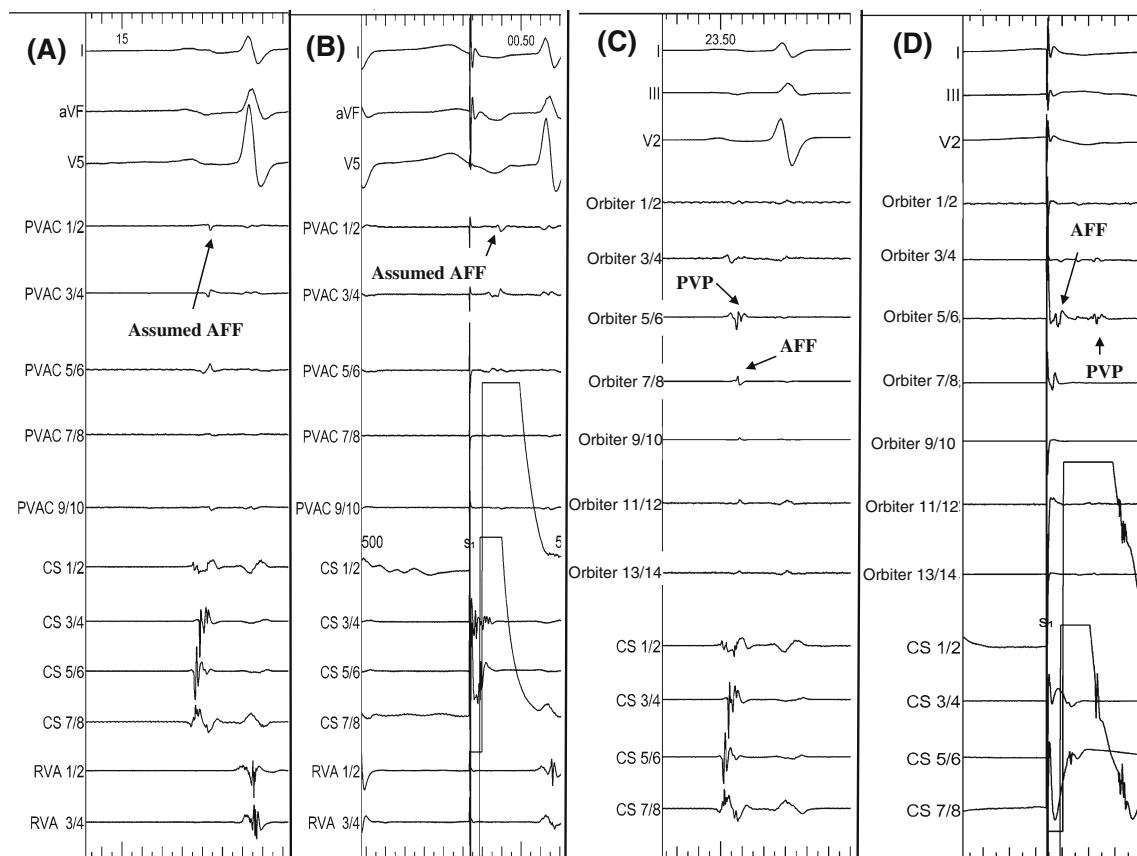 (A)
15
I
aVF
V5
PVAC 1/2
PVAC 3/4
Assumed AFF
PVAC 5/6
PVAC 7/8
PVAC 9/10
CS 1/2
CS 3/4
CS 5/6
CS 7/8
RVA 1/2
RVA 3/4
(B)
00.50
I
aVF
V5
PVAC 1/2
Assumed AFF
PVAC 3/4
PVAC 5/6
PVAC 7/8
PVAC 9/10
S1
500
5
CS 1/2
CS 3/4
CS 5/6
CS 7/8
RVA 1/2
RVA 3/4
(C)
23.50
I
III
V2
Orbiter 1/2
Orbiter 3/4
PVP
Orbiter 5/6
AFF
Orbiter 7/8
Orbiter 9/10
Orbiter 11/12
Orbiter 13/14
CS 1/2
CS 3/4
CS 5/6
CS 7/8
(D)
I
III
V2
Orbiter 1/2
AFF
Orbiter 3/4
Orbiter 5/6
PVP
Orbiter 7/8
Orbiter 9/10
Orbiter 11/12
Orbiter 13/14
S1
CS 1/2
CS 3/4
CS 5/6
CS 7/8